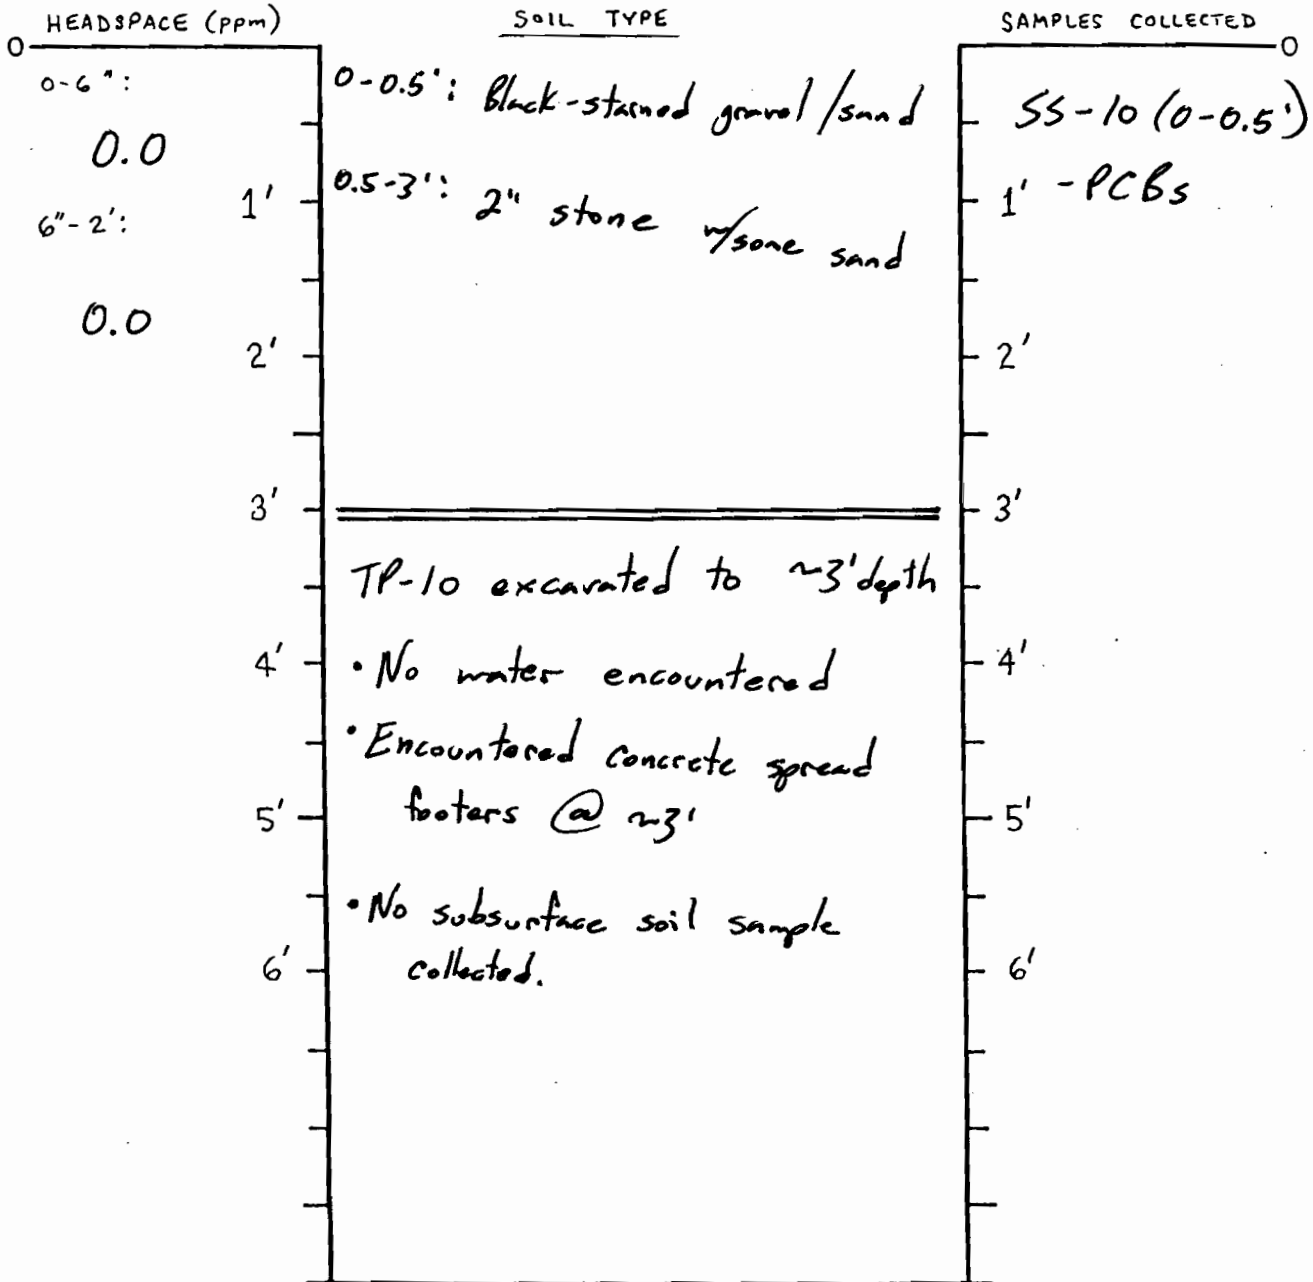 HEADSPACE (ppm)
0
0-6":
0.0
1'
6"-2':
0.0
2'
3'
4'
5'
6'
SOIL TYPE
0-0.5': Black-stained gravel/sand
0.5-3': 2" stone w/some sand
TP-10 excavated to ~3' depth
• No water encountered
• Encountered concrete spread
footers @ ~3'
• No subsurface soil sample
collected.
SAMPLES COLLECTED
0
SS-10 (0-0.5')
1' -PCBs
2'
3'
4'
5'
6'